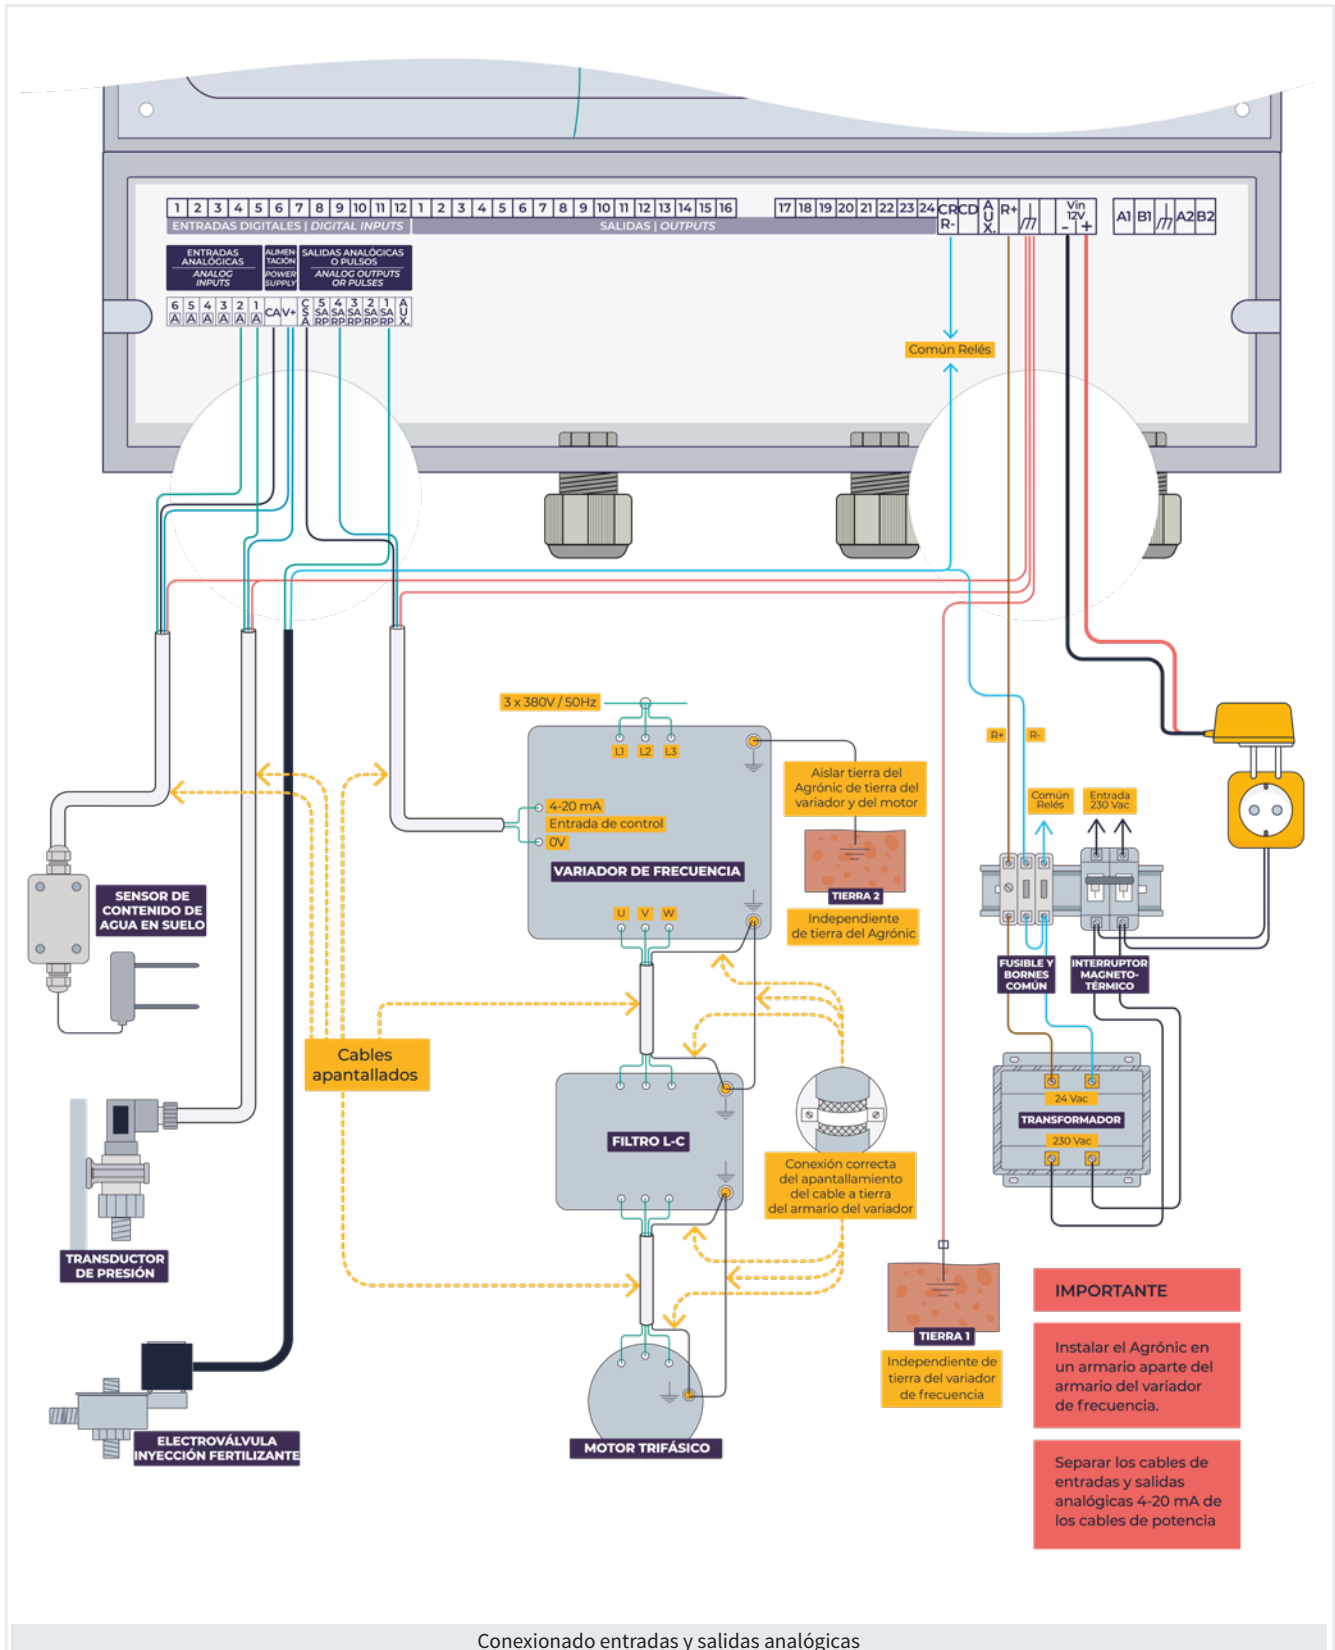 1 2 3 4 5 6 7 8 9 10 11 12 1 2 3 4 5 6 7 8 9 10 11 12 13 14 15 16 17 18 19 20 21 22 23 24 CR CD A R+ Vin A1 B1 A2 B2
R- U 12V
X. - +
ENTRADAS DIGITALES | DIGITAL INPUTS
SALIDAS | OUTPUTS
ENTRADAS
ANALÓGICAS
ANALOG
INPUTS
ALIMEN-
TACIÓN
POWER
SUPPLY
SALIDAS ANALÓGICAS
O PULSOS
ANALOG OUTPUTS
OR PULSES
6 5 4 3 2 1 CA V+ C 5 4 3 2 1 A
A A A A A A S SA SA SA SA SA U
A RP RP RP RP RP X.
Común Relés
3 x 380V / 50Hz
L1 L2 L3
4-20 mA
Entrada de control
0V
VARIADOR DE FRECUENCIA
U V W
Aislar tierra del
Agrónic de tierra del
variador y del motor
TIERRA 2
Independiente
de tierra del Agrónic
R+ R-
Común
Relés
Entrada
230 Vac
FUSIBLE Y
BORNES
COMÚN
INTERRUPTOR
MAGNETO-
TÉRMICO
SENSOR DE
CONTENIDO DE
AGUA EN SUELO
Cables
apantallados
24 Vac
TRANSFORMADOR
230 Vac
FILTRO L-C
Conexión correcta
del apantallamiento
del cable a tierra
del armario del variador
TRANSDUCTOR
DE PRESIÓN
TIERRA 1
Independiente de
tierra del variador
de frecuencia
IMPORTANTE
Instalar el Agrónic en
un armario aparte del
armario del variador
de frecuencia.
Separar los cables de
entradas y salidas
analógicas 4-20 mA de
los cables de potencia
ELECTROVÁLVULA
INYECCIÓN FERTILIZANTE
MOTOR TRIFÁSICO
Conexionado entradas y salidas analógicas